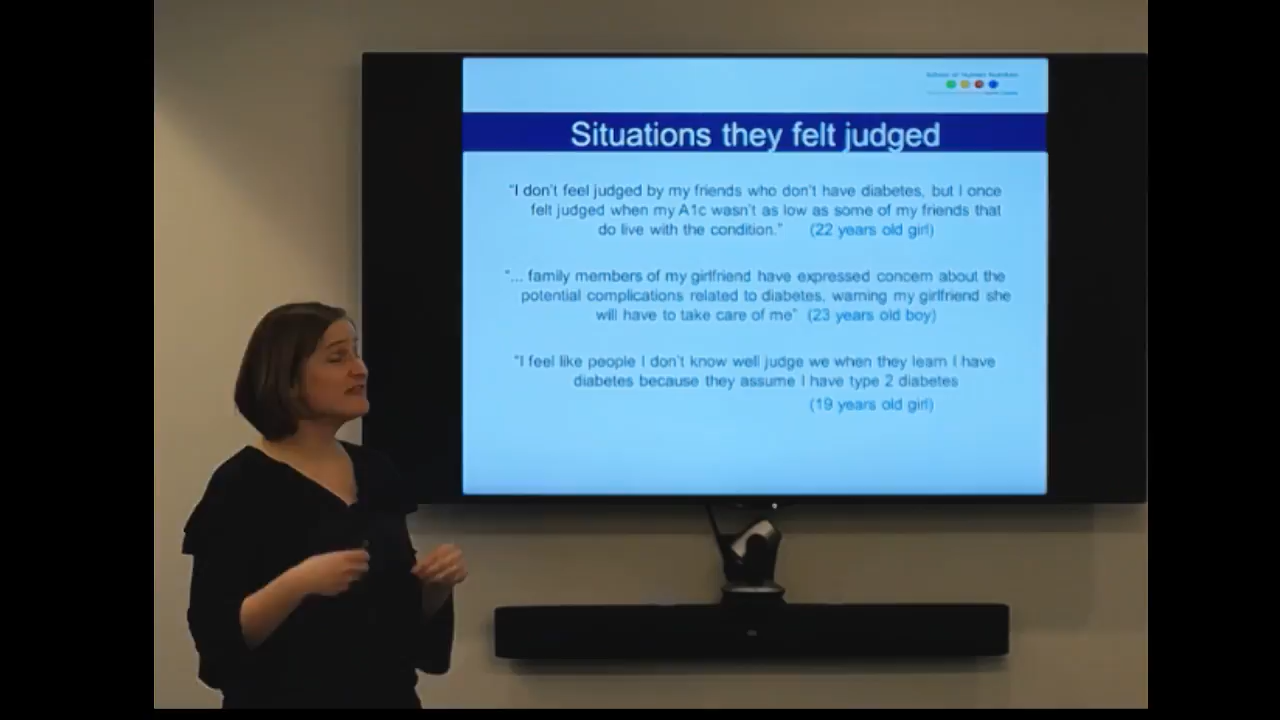 School of Human Nutrition
Situations they felt judged
"I don't feel judged by my friends who don't have diabetes, but I once
felt judged when my A1c wasn't as low as some of my friends that
do live with the condition." (22 years old girl)
"... family members of my girlfriend have expressed concern about the
potential complications related to diabetes, warning my girlfriend she
will have to take care of me" (23 years old boy)
"I feel like people I don't know well judge we when they learn I have
diabetes because they assume I have type 2 diabetes
(19 years old girl)